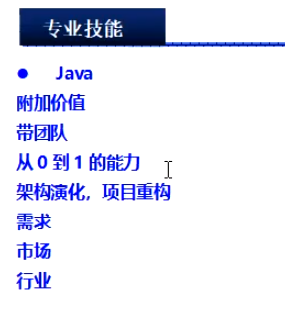 专业技能
● Java
附加价值
带团队
从 0 到 1 的能力
架构演化，项目重构
需求
市场
行业